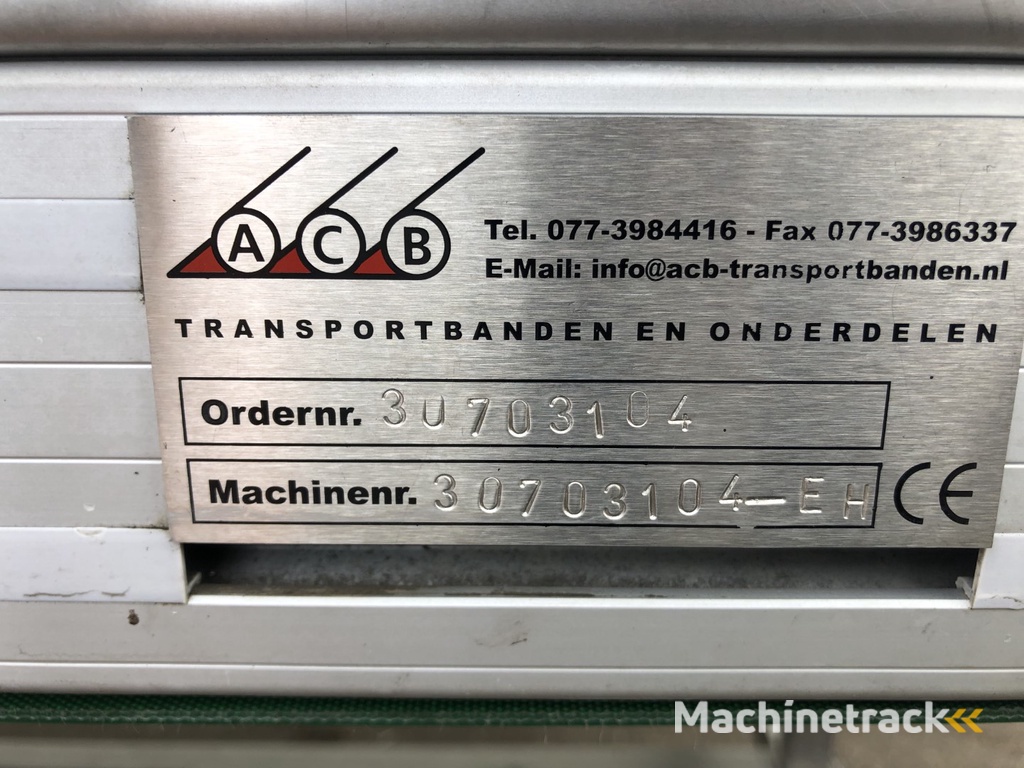 ACB
Tel. 077-3984416 - Fax 077-3986337
E-Mail: info@acb-transportbanden.nl
TRANSPORTBANDEN EN ONDERDELEN
Ordernr. 30703104
Machinenr. 30703104-EH
CE
Machinetrack